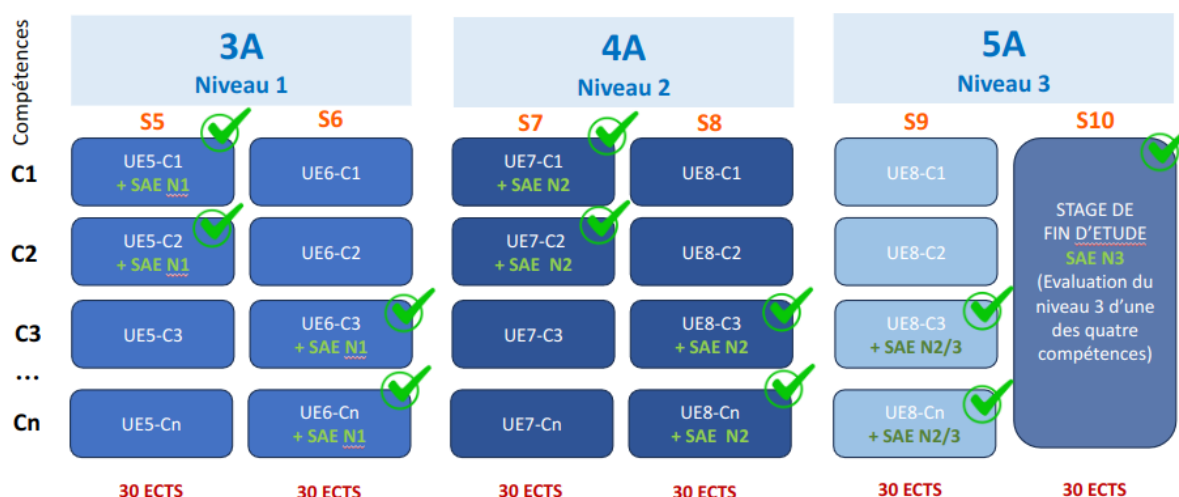 Compétences
3A
Niveau 1
4A
Niveau 2
5A
Niveau 3
S5
S6
S7
S8
S9
S10
C1
UE5-C1
+ SAE N1
UE6-C1
UE7-C1
+ SAE N2
UE8-C1
UE8-C1
C2
UE5-C2
+ SAE N1
UE6-C2
UE7-C2
+ SAE N2
UE8-C2
UE8-C2
C3
UE5-C3
UE6-C3
+ SAE N1
UE7-C3
UE8-C3
+ SAE N2
UE8-C3
+ SAE N2/3
...
Cn
UE5-Cn
UE6-Cn
+ SAE N1
UE7-Cn
UE8-Cn
+ SAE N2
UE8-Cn
+ SAE N2/3
STAGE DE
FIN D'ETUDE
SAE N3
(Evaluation du
niveau 3 d'une
des quatre
compétences)
30 ECTS
30 ECTS
30 ECTS
30 ECTS
30 ECTS
30 ECTS